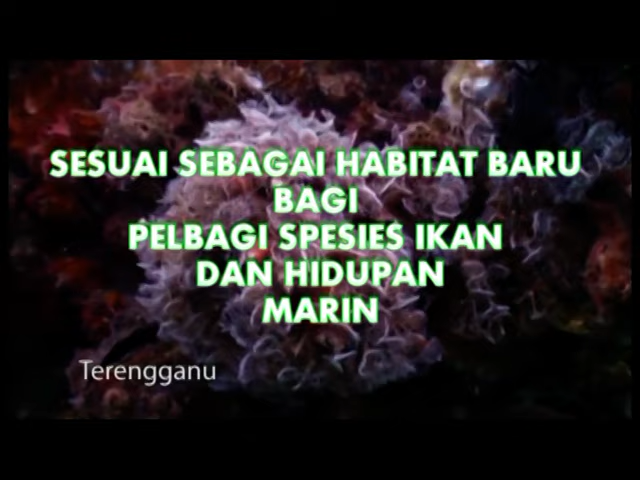 SESUAI SEBAGAI HABITAT BARU
BAGI
PELBAGI SPESIES IKAN
DAN HIDUPAN
MARIN
Terengganu